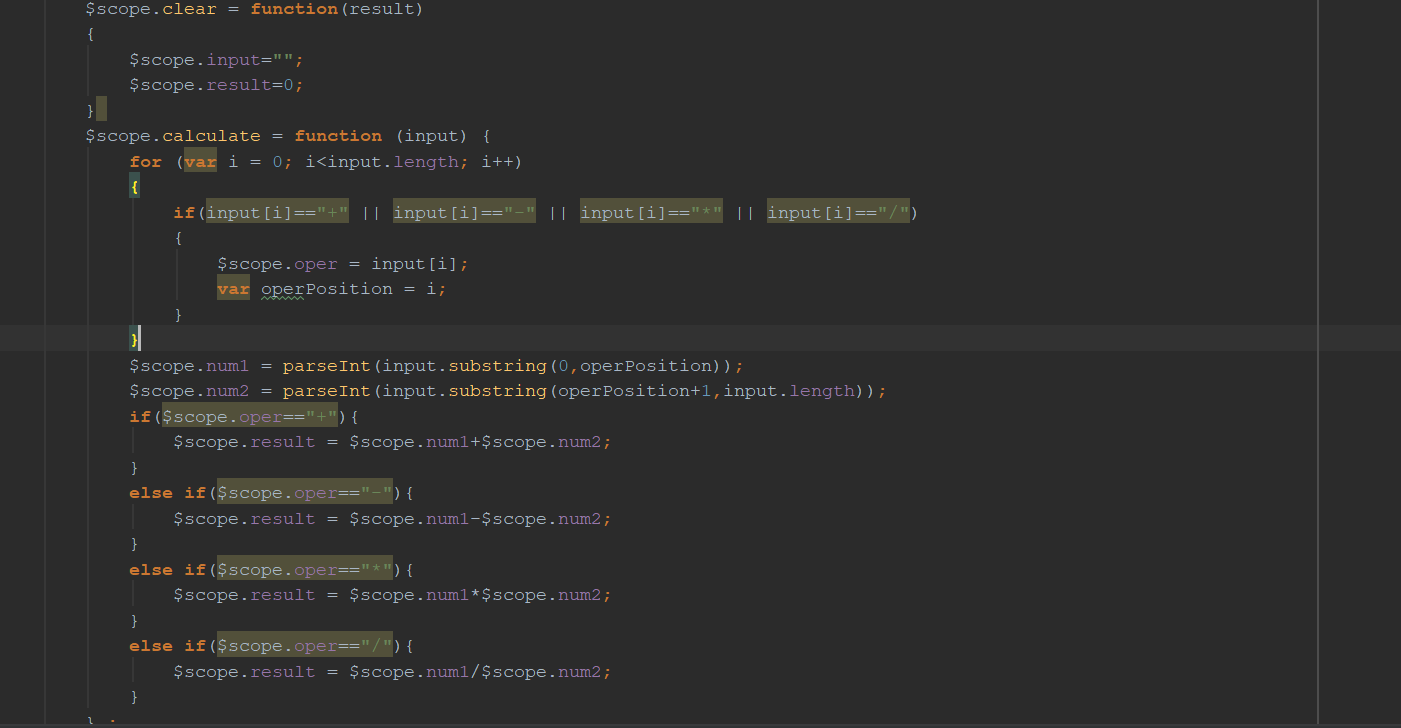 $scope.clear = function(result)
{
$scope.input="";
$scope.result=0;
}
$scope.calculate = function (input) {
for (var i = 0; i<input.length; i++)
{
if(input[i]=="+" || input[i]=="-" || input[i]=="*" || input[i]=="/")
{
$scope.oper = input[i];
var operPosition = i;
}
}
$scope.num1 = parseInt(input.substring(0,operPosition));
$scope.num2 = parseInt(input.substring(operPosition+1,input.length));
if($scope.oper=="+"){
$scope.result = $scope.num1+$scope.num2;
}
else if($scope.oper=="-"){
$scope.result = $scope.num1-$scope.num2;
}
else if($scope.oper=="*"){
$scope.result = $scope.num1*$scope.num2;
}
else if($scope.oper=="/"){
$scope.result = $scope.num1/$scope.num2;
}
} ;